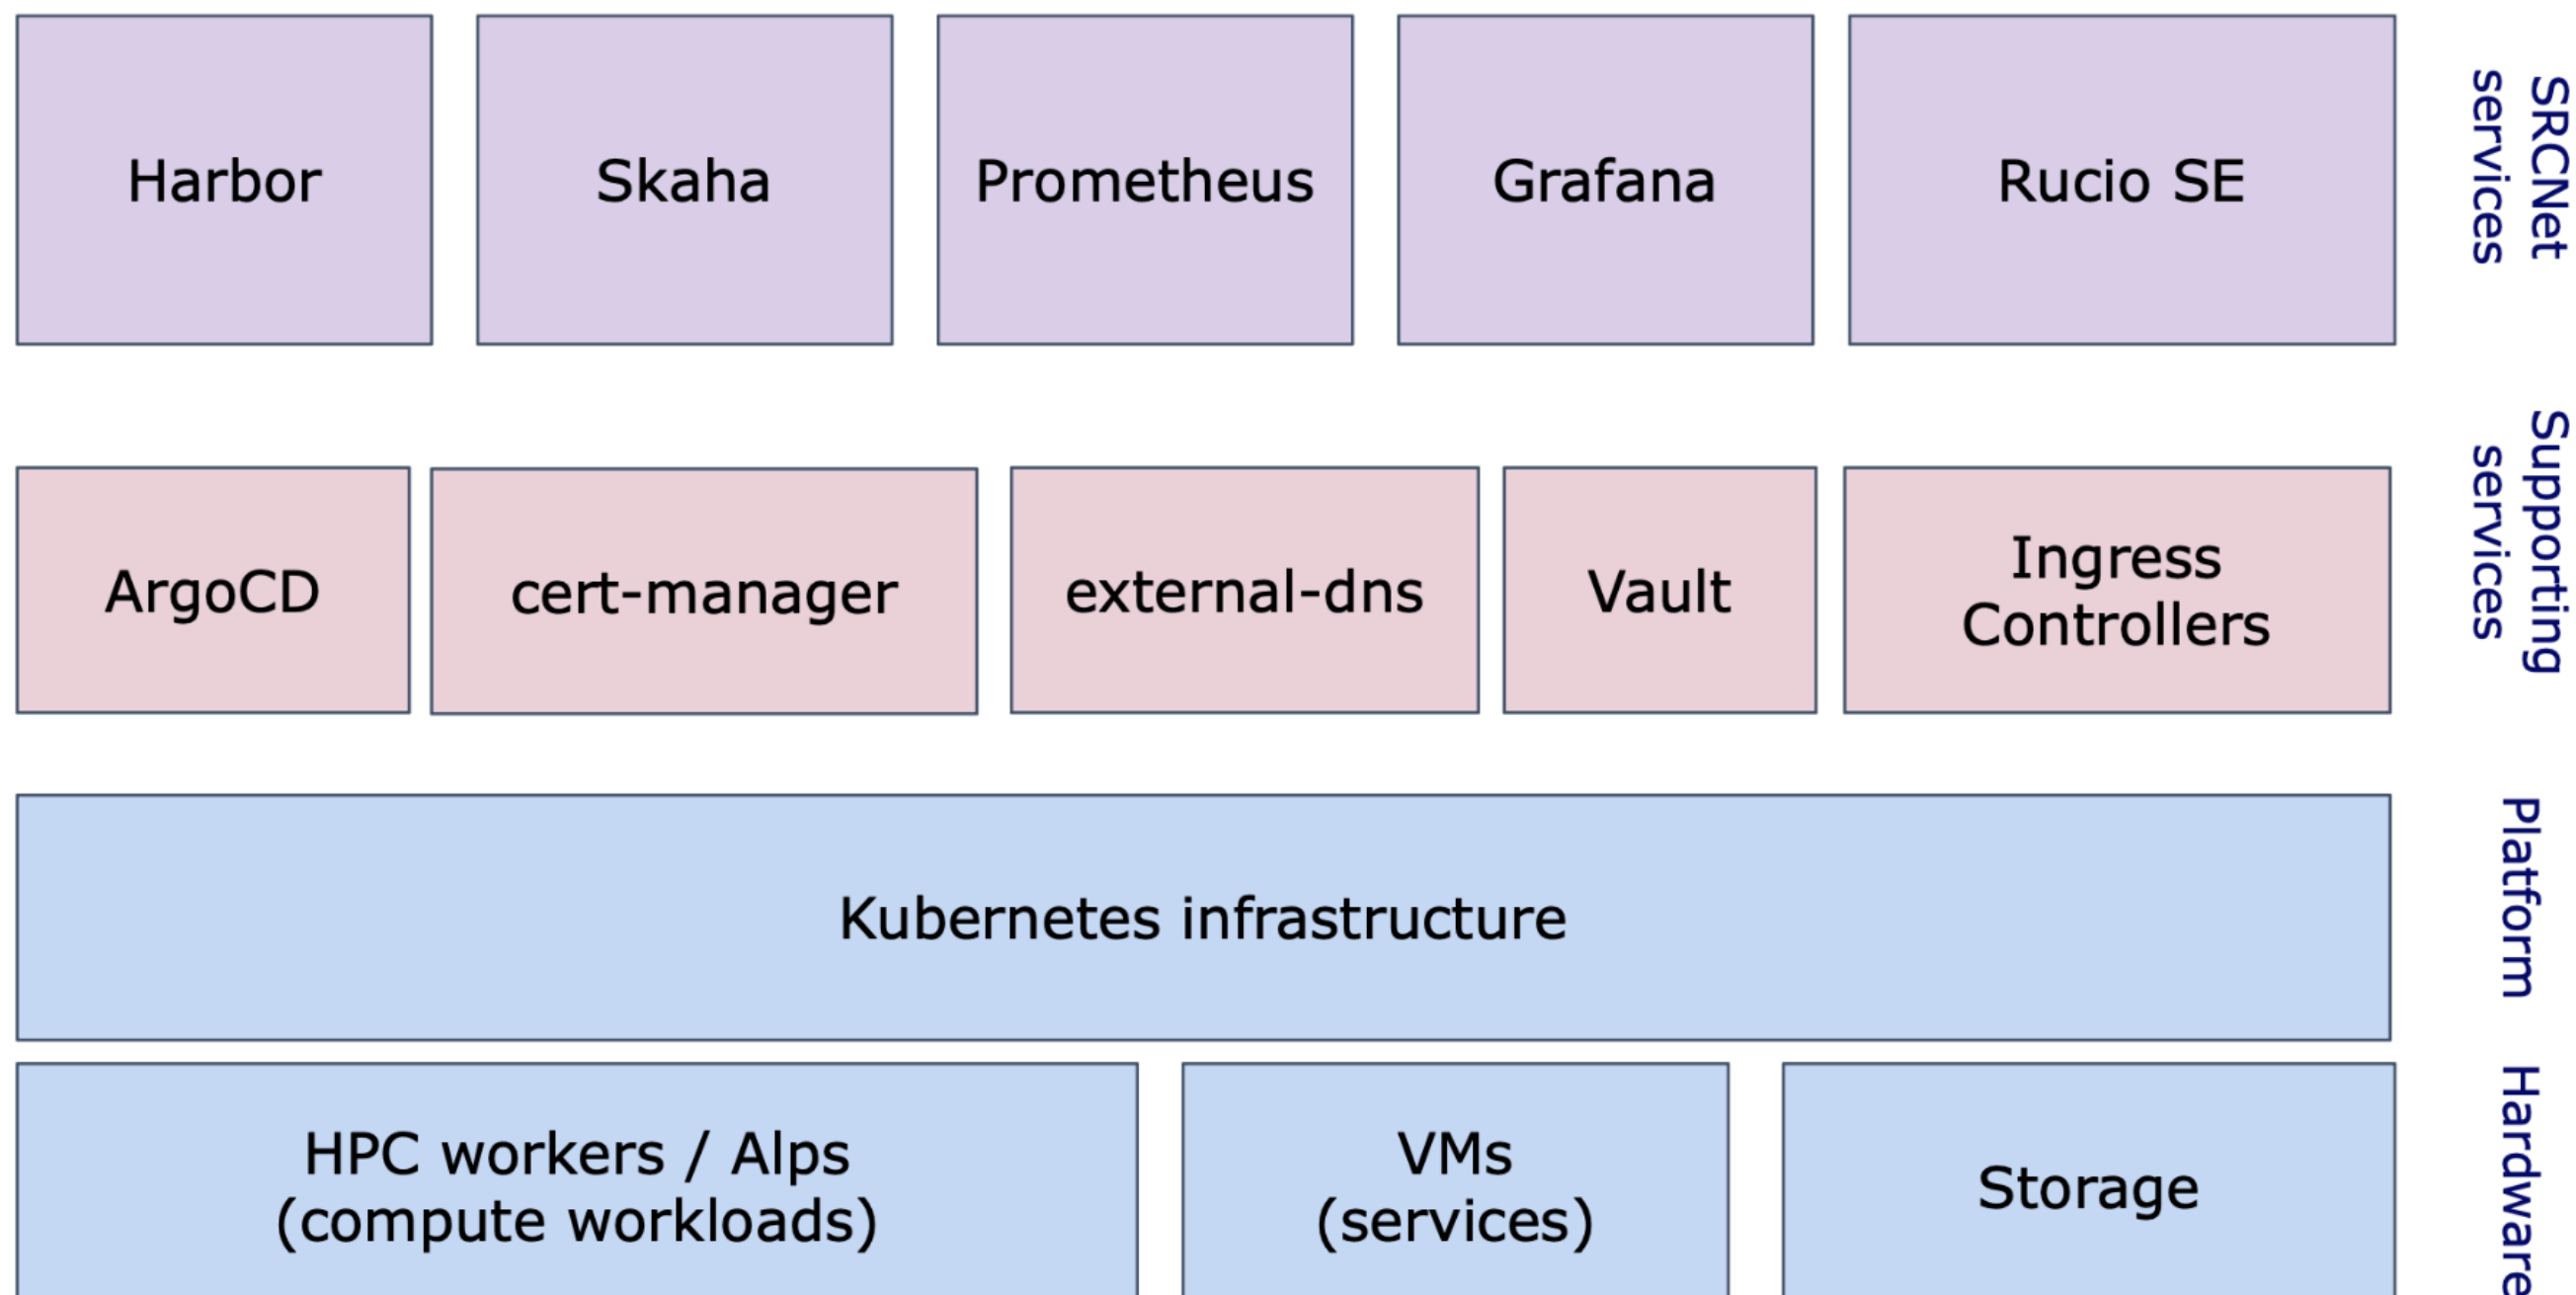 Harbor
Skaha
Prometheus
Grafana
Rucio SE
SRCNet
services
ArgoCD
cert-manager
external-dns
Vault
Ingress
Controllers
Supporting
services
Kubernetes infrastructure
Platform
HPC workers / Alps
(compute workloads)
VMs
(services)
Storage
Hardware